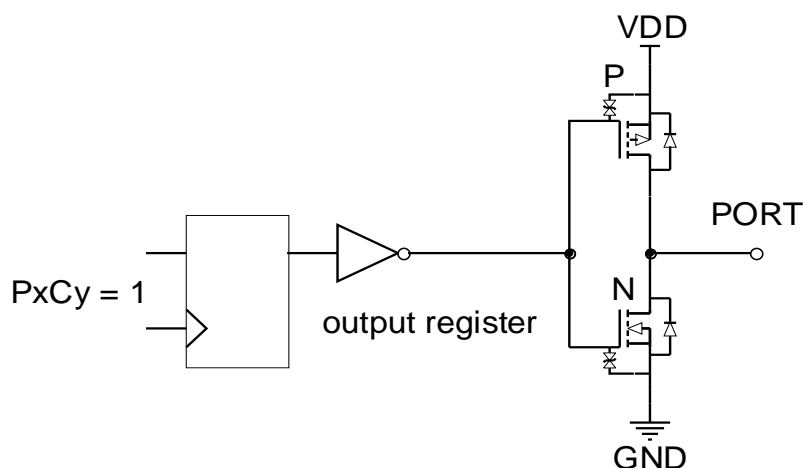 VDD
P
PORT
PxCy = 1
N
output register
GND